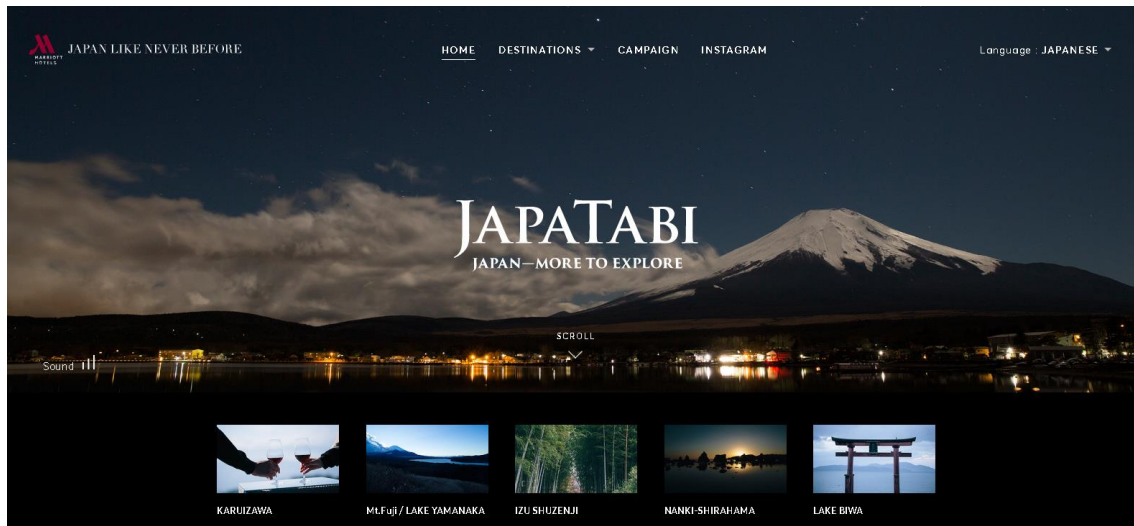 MARRIOTT
HOTELS
JAPAN LIKE NEVER BEFORE
HOME
DESTINATIONS
CAMPAIGN
INSTAGRAM
Language : JAPANESE
JAPATABI
JAPAN—MORE TO EXPLORE
SCROLL
Sound
KARUIZAWA
Mt.Fuji / LAKE YAMANAKA
IZU SHUZENJI
NANKI-SHIRAHAMA
LAKE BIWA